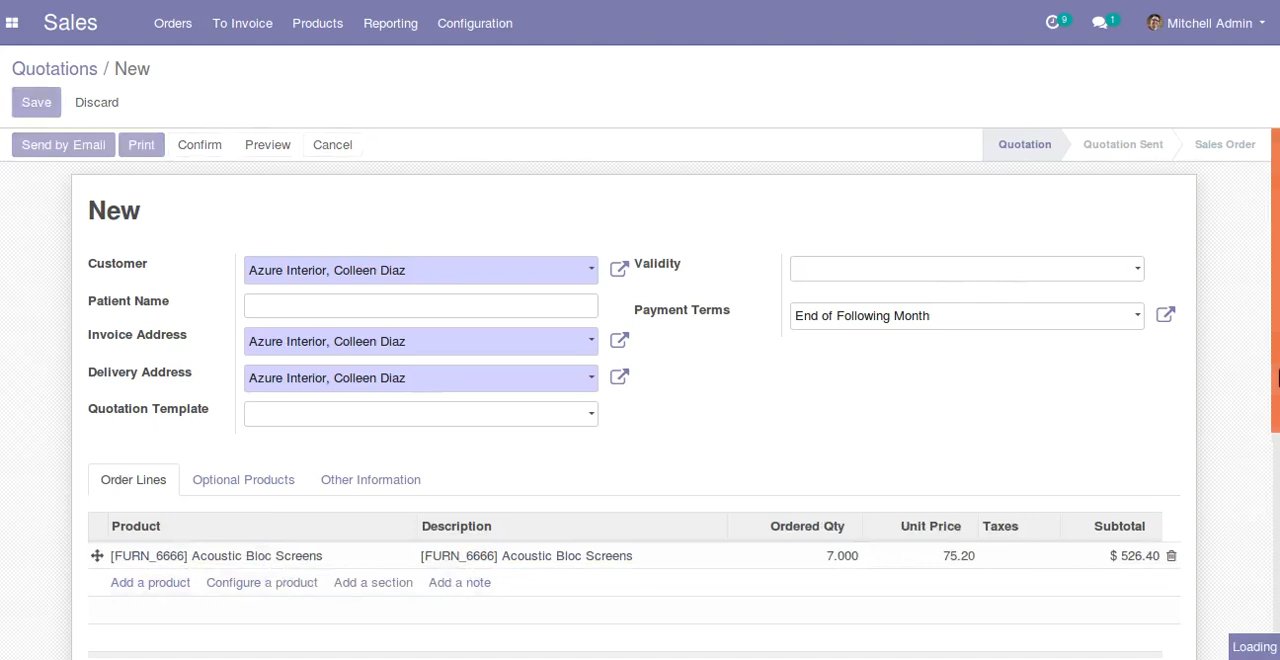 Sales Orders To Invoice Products Reporting Configuration 9 1 Mitchell Admin
Quotations / New
Save Discard
Send by Email Print Confirm Preview Cancel Quotation Quotation Sent Sales Order
New
Customer Azure Interior, Colleen Diaz Validity
Patient Name
Payment Terms End of Following Month
Invoice Address Azure Interior, Colleen Diaz
Delivery Address Azure Interior, Colleen Diaz
Quotation Template
Order Lines Optional Products Other Information
Product Description Ordered Qty Unit Price Taxes Subtotal
[FURN_6666] Acoustic Bloc Screens [FURN_6666] Acoustic Bloc Screens 7.000 75.20 $ 526.40
Add a product Configure a product Add a section Add a note
Loading